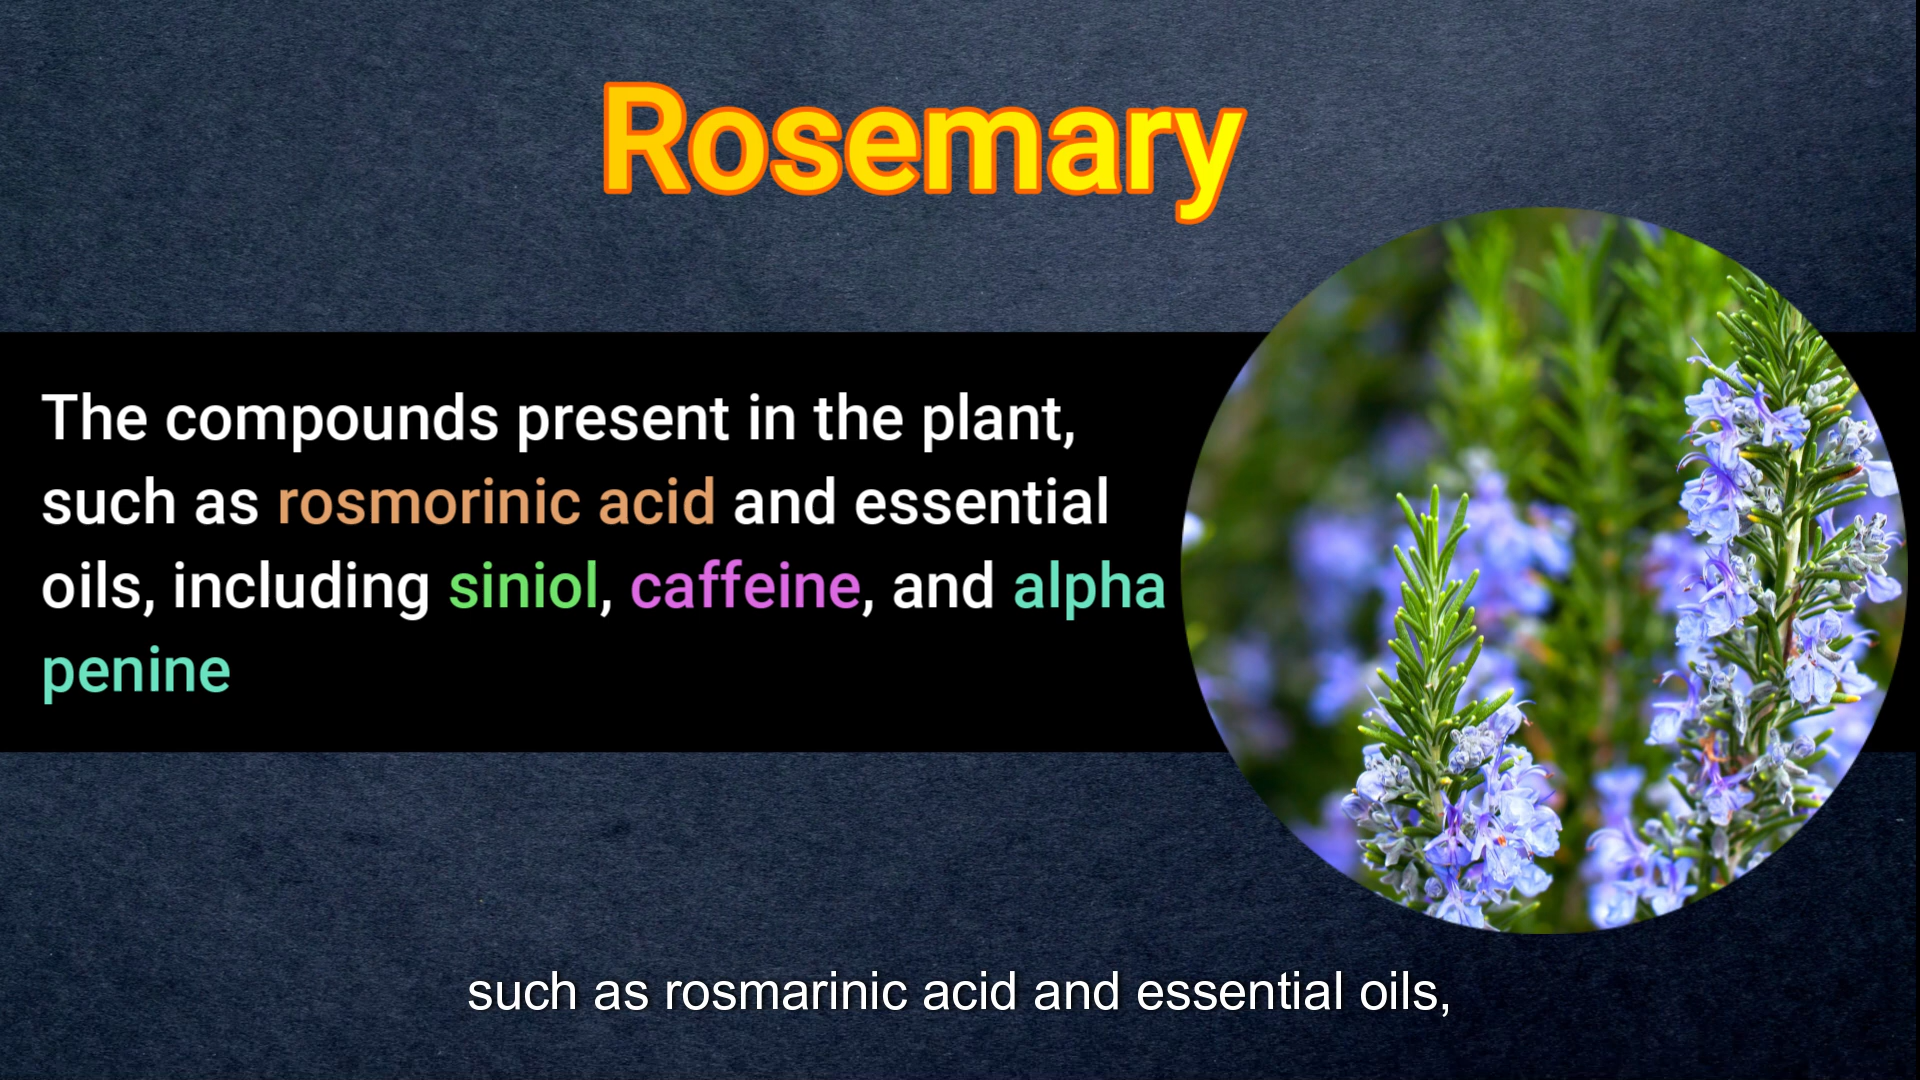 Rosemary
The compounds present in the plant,
such as rosmorinic acid and essential
oils, including siniol, caffeine, and alpha
penine
such as rosmarinic acid and essential oils,